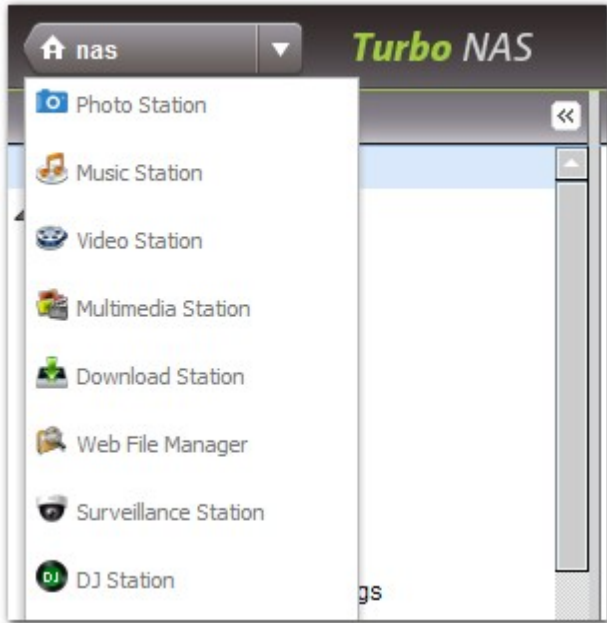 nas
Turbo NAS
Photo Station
Music Station
Video Station
Multimedia Station
Download Station
Web File Manager
Surveillance Station
DJ Station
gs